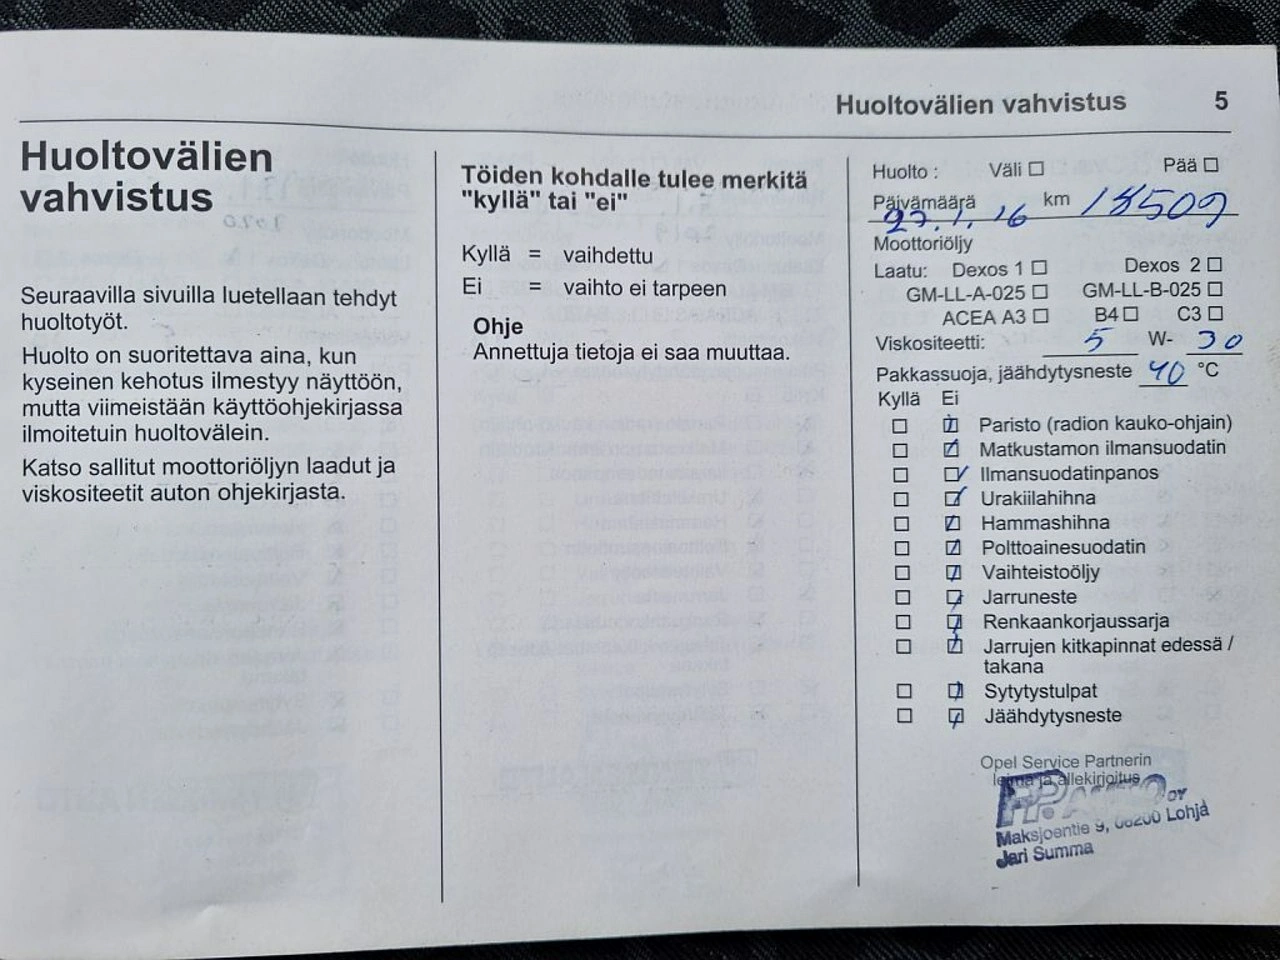 Huoltovälien vahvistus 5
Huoltovälien
vahvistus
Seuraavilla sivuilla luetellaan tehdyt
huoltotyöt.
Huolto on suoritettava aina, kun
kyseinen kehotus ilmestyy näyttöön,
mutta viimeistään käyttöohjekirjassa
ilmoitetuin huoltovälein.
Katso sallitut moottoriöljyn laadut ja
viskositeetit auton ohjekirjasta.
Töiden kohdalle tulee merkitä
"kyllä" tai "ei"
Kyllä = vaihdettu
Ei = vaihto ei tarpeen
Ohje
Annettuja tietoja ei saa muuttaa.
Huolto : Väli ☐ Pää ☐
Päivämäärä 27.1.16 km 18509
Moottoriöljy
Laatu: Dexos 1 ☐ Dexos 2 ☐
GM-LL-A-025 ☐ GM-LL-B-025 ☐
ACEA A3 ☐ B4 ☐ C3 ☐
Viskositeetti: 5 W- 30
Pakkassuoja, jäähdytysneste 40 °C
Kyllä Ei
Paristo (radion kauko-ohjain)
Matkustamon ilmansuodatin
Ilmansuodatinpanos
Urakiilahihna
Hammashihna
Polttoainesuodatin
Vaihteistoöljy
Jarruneste
Renkaankorjaussarja
Jarrujen kitkapinnat edessä /
takana
Sytytystulpat
Jäähdytysneste
Opel Service Partnerin
leima ja allekirjoitus
OY
Maksjoentie 9, 08200 Lohja
Jari Summa